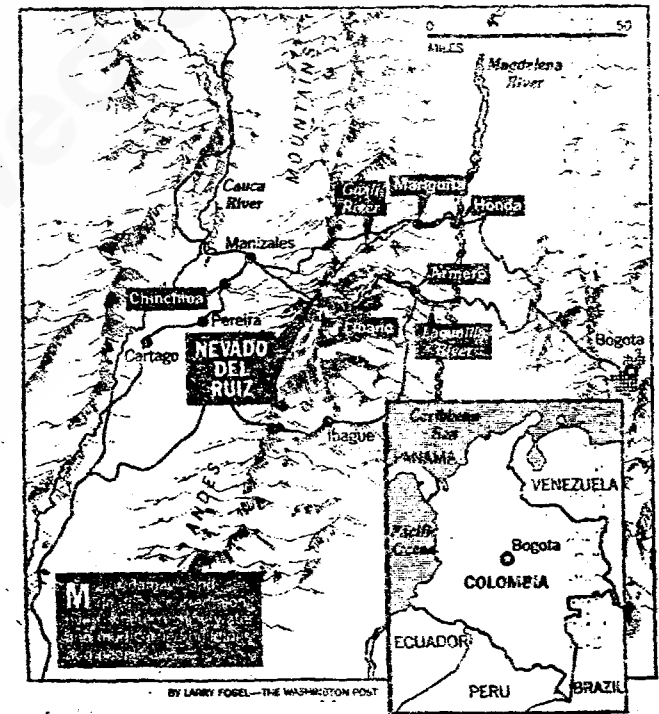 0 50
MILES
Magdalena
River
MOUNTAINS
Cauca
River
Guali
River
Mariquita
Honda
Manizales
Armero
Chinchina
Pereira
Libano
Lagunilla
River
Bogota
Cartago
NEVADO
DEL
RUIZ
Ibague
ANDES
Caribbean
Sea
PANAMA
VENEZUELA
Pacific
Ocean
Bogota
COLOMBIA
M
and
ECUADOR
PERU
BRAZIL
BY LARRY FOGEL—THE WASHINGTON POST